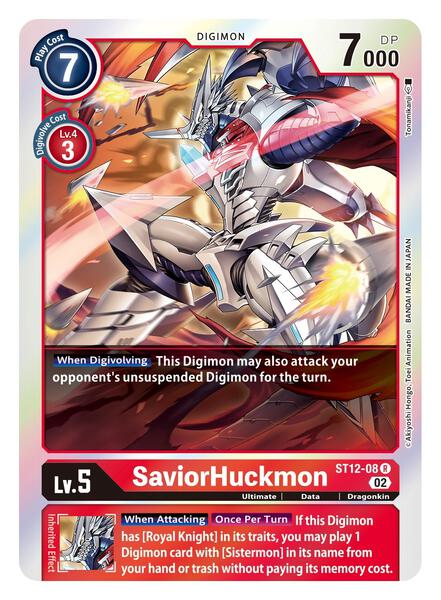 Play Cost
7
DIGIMON
7000 DP
Digivolve Cost
Lv.4
3
Tonamikanji
When Digivolving This Digimon may also attack your
opponent's unsuspended Digimon for the turn.
© Akiyoshi Hongo, Toei Animation BANDAI MADE IN JAPAN
Lv.5
SaviorHuckmon
ST12-08 R
02
Ultimate | Data | Dragonkin
Inherited Effect
When Attacking Once Per Turn If this Digimon
has [Royal Knight] in its traits, you may play 1
Digimon card with [Sistermon] in its name from
your hand or trash without paying its memory cost.